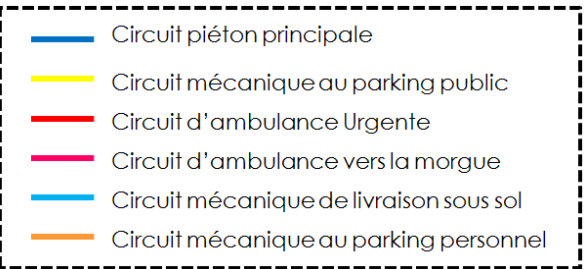 Circuit piéton principale
Circuit mécanique au parking public
Circuit d'ambulance Urgente
Circuit d'ambulance vers la morgue
Circuit mécanique de livraison sous sol
Circuit mécanique au parking personnel